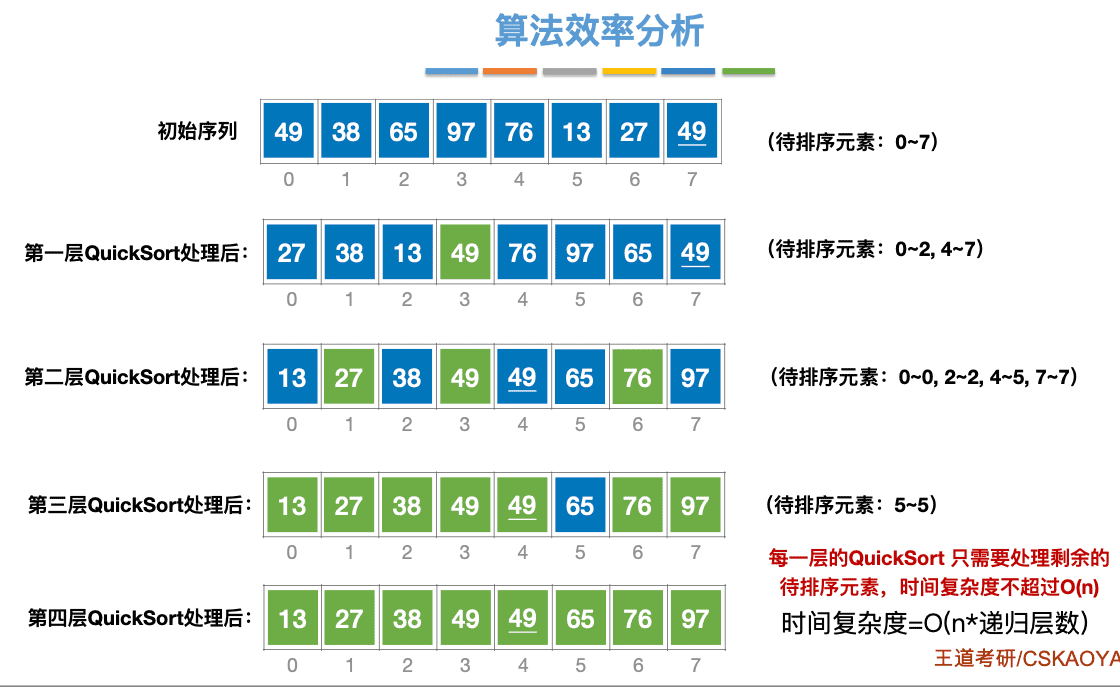 算法效率分析
初始序列
49 38 65 97 76 13 27 49
(待排序元素：0~7)
0 1 2 3 4 5 6 7
第一层QuickSort处理后：
27 38 13 49 76 97 65 49
(待排序元素：0~2, 4~7)
0 1 2 3 4 5 6 7
第二层QuickSort处理后：
13 27 38 49 49 65 76 97
(待排序元素：0~0, 2~2, 4~5, 7~7)
0 1 2 3 4 5 6 7
第三层QuickSort处理后：
13 27 38 49 49 65 76 97
(待排序元素：5~5)
0 1 2 3 4 5 6 7
每一层的QuickSort 只需要处理剩余的
待排序元素，时间复杂度不超过O(n)
第四层QuickSort处理后：
13 27 38 49 49 65 76 97
时间复杂度=O(n*递归层数)
0 1 2 3 4 5 6 7
王道考研/CSKAOYA